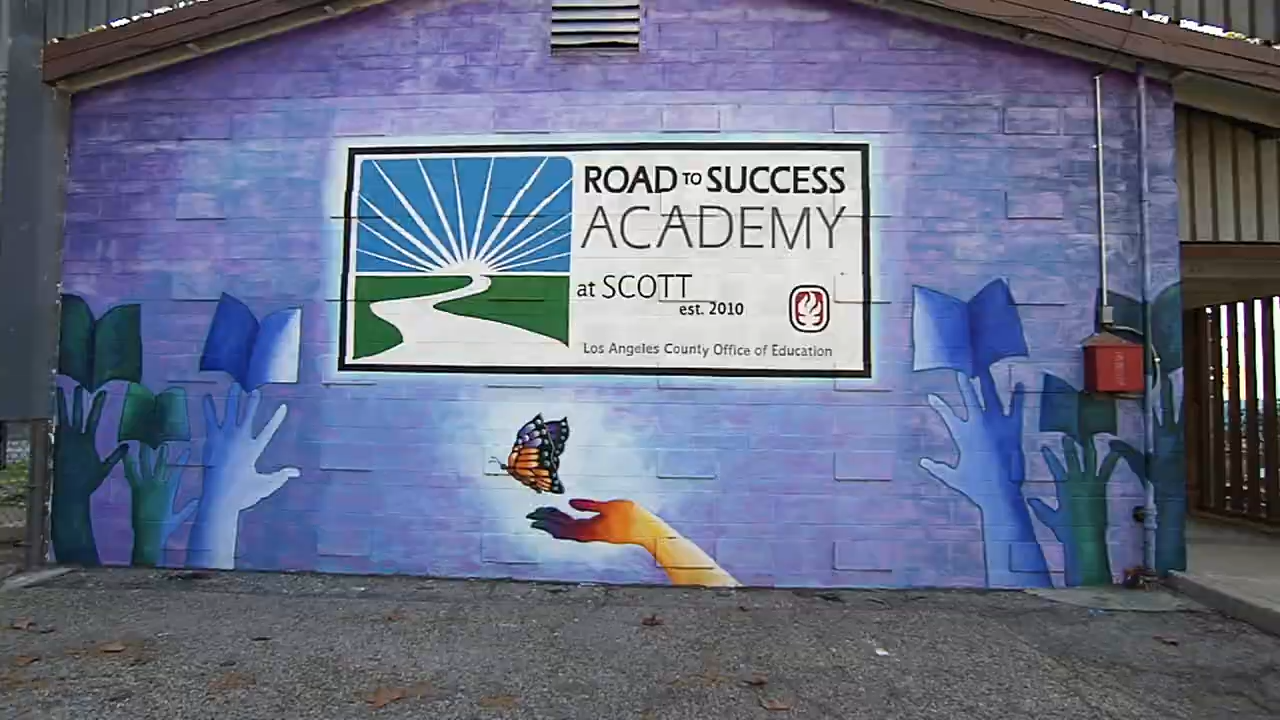 ROAD TO SUCCESS
ACADEMY
at SCOTT
est. 2010
Los Angeles County Office of Education